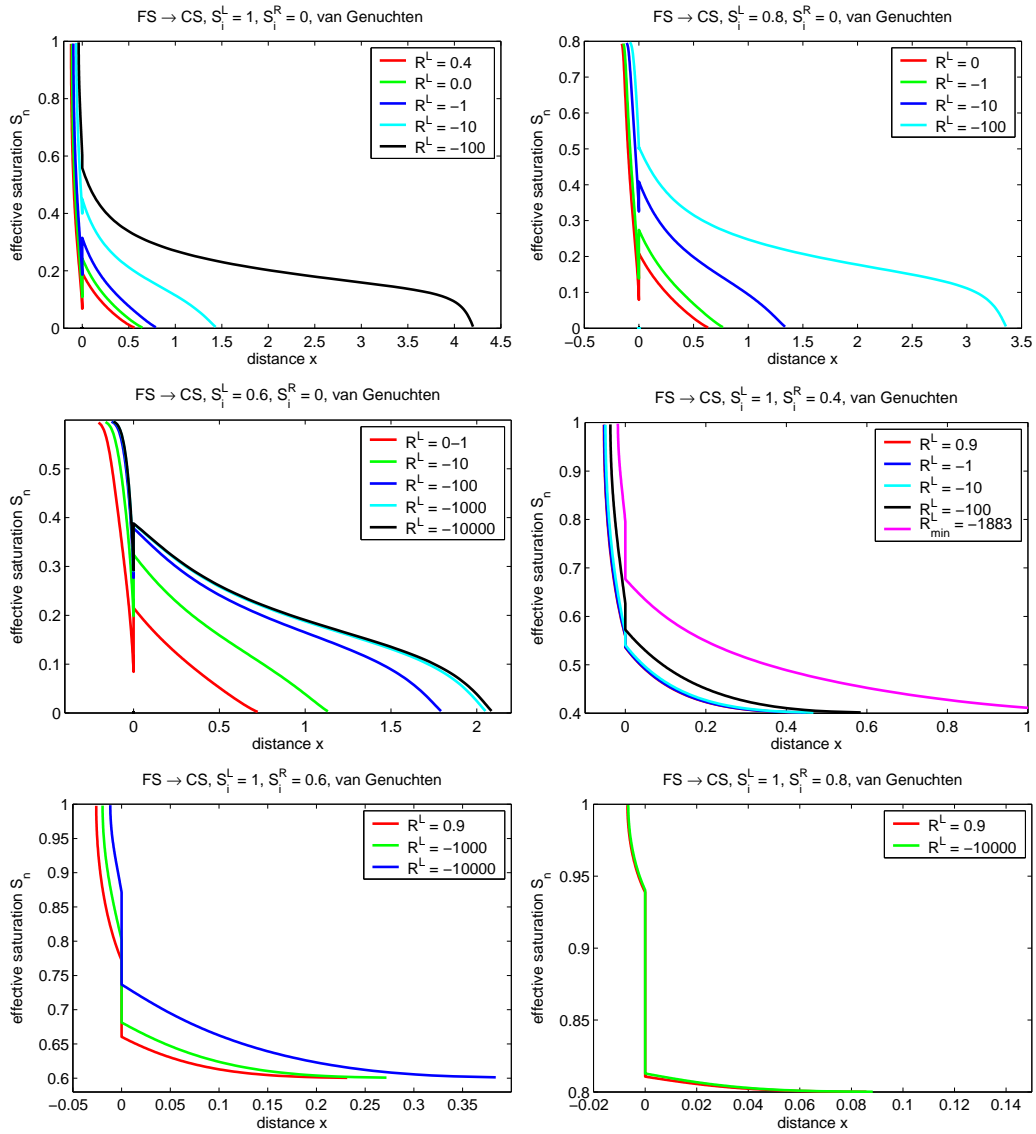 FS → CS, S_i^L = 1, S_i^R = 0, van Genuchten
effective saturation S_n
1
0.8
0.6
0.4
0.2
0
0 0.5 1 1.5 2 2.5 3 3.5 4 4.5
distance x
R^L = 0.4
R^L = 0.0
R^L = −1
R^L = −10
R^L = −100
FS → CS, S_i^L = 0.8, S_i^R = 0, van Genuchten
effective saturation S_n
0.8
0.7
0.6
0.5
0.4
0.3
0.2
0.1
0
−0.5 0 0.5 1 1.5 2 2.5 3 3.5
distance x
R^L = 0
R^L = −1
R^L = −10
R^L = −100
FS → CS, S_i^L = 0.6, S_i^R = 0, van Genuchten
effective saturation S_n
0.5
0.4
0.3
0.2
0.1
0
0 0.5 1 1.5 2
distance x
R^L = 0−1
R^L = −10
R^L = −100
R^L = −1000
R^L = −10000
FS → CS, S_i^L = 1, S_i^R = 0.4, van Genuchten
effective saturation S_n
1
0.9
0.8
0.7
0.6
0.5
0.4
0 0.2 0.4 0.6 0.8 1
distance x
R^L = 0.9
R^L = −1
R^L = −10
R^L = −100
R_min^L = −1883
FS → CS, S_i^L = 1, S_i^R = 0.6, van Genuchten
effective saturation S_n
1
0.95
0.9
0.85
0.8
0.75
0.7
0.65
0.6
−0.05 0 0.05 0.1 0.15 0.2 0.25 0.3 0.35
distance x
R^L = 0.9
R^L = −1000
R^L = −10000
FS → CS, S_i^L = 1, S_i^R = 0.8, van Genuchten
effective saturation S_n
1
0.95
0.9
0.85
0.8
−0.02 0 0.02 0.04 0.06 0.08 0.1 0.12 0.14
distance x
R^L = 0.9
R^L = −10000